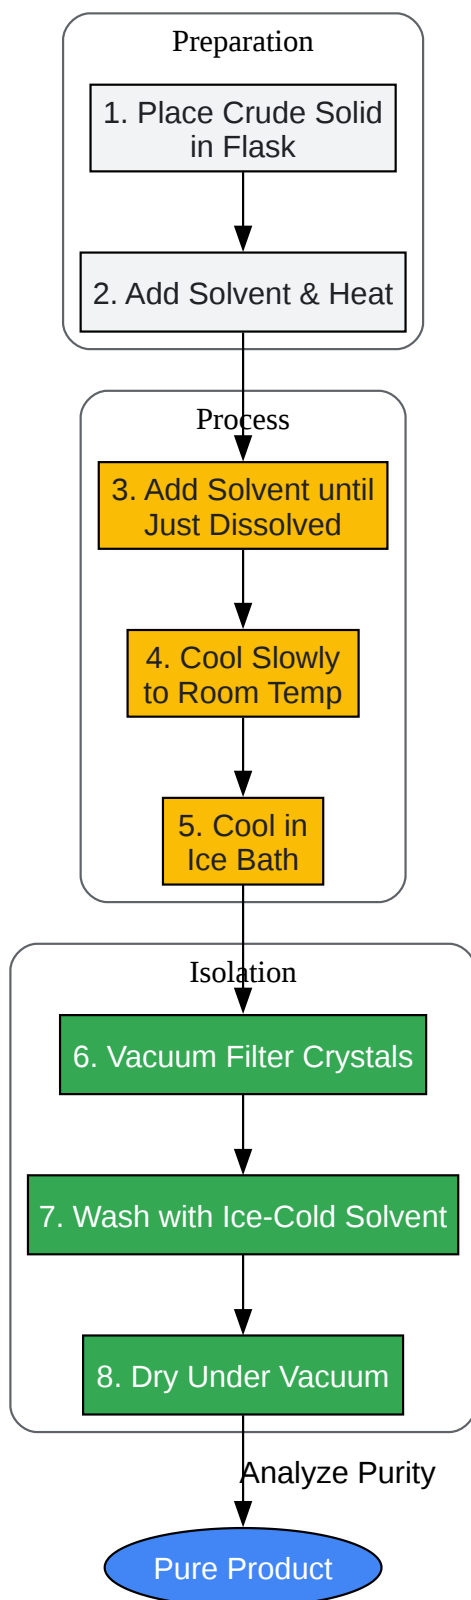 Preparation
1. Place Crude Solid
in Flask
2. Add Solvent & Heat
Process
3. Add Solvent until
Just Dissolved
4. Cool Slowly
to Room Temp
5. Cool in
Ice Bath
Isolation
6. Vacuum Filter Crystals
7. Wash with Ice-Cold Solvent
8. Dry Under Vacuum
Analyze Purity
Pure Product